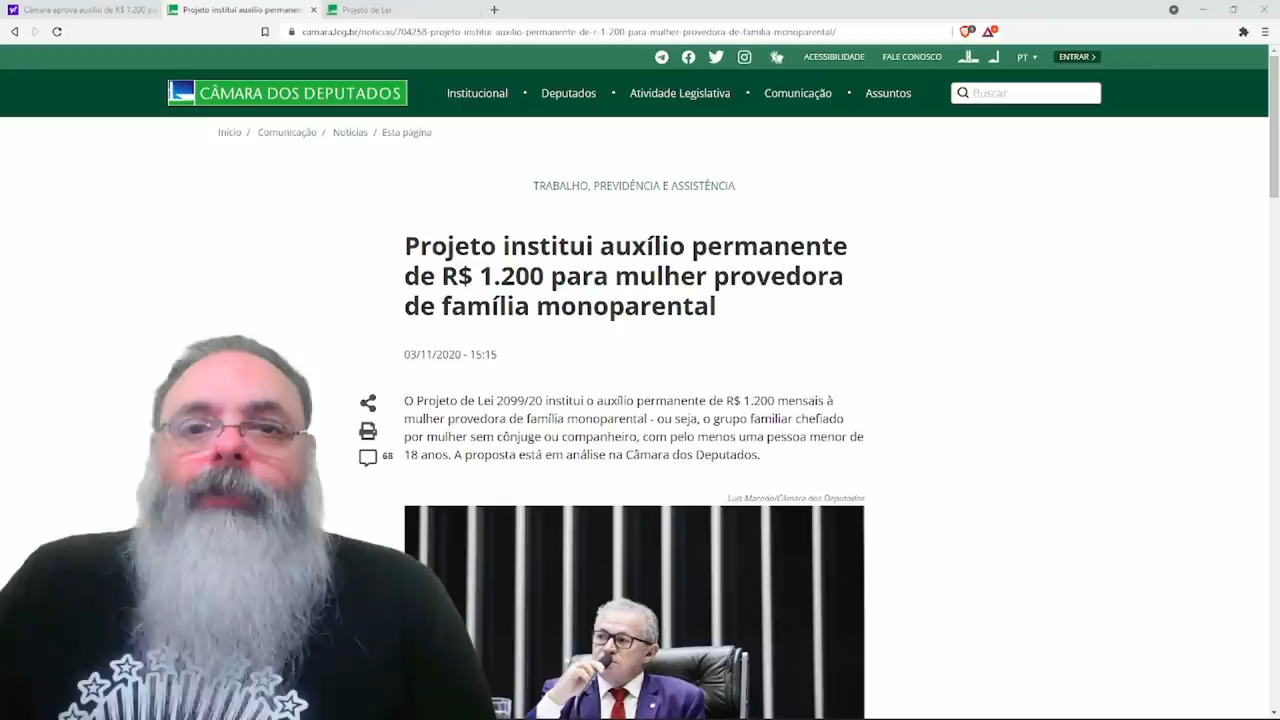 Câmara aprova auxílio de R$ 1.200 pa
Projeto institui auxílio permanen
Projeto de Lei
camara.leg.br/noticias/704258-projeto-institui-auxilio-permanente-de-r-1-200-para-mulher-provedora-de-familia-monoparental/
ACESSIBILIDADE
FALE CONOSCO
PT
ENTRAR
CÂMARA DOS DEPUTADOS
Institucional • Deputados • Atividade Legislativa • Comunicação • Assuntos
Buscar
Início / Comunicação / Notícias / Esta página
TRABALHO, PREVIDÊNCIA E ASSISTÊNCIA
Projeto institui auxílio permanente
de R$ 1.200 para mulher provedora
de família monoparental
03/11/2020 - 15:15
O Projeto de Lei 2099/20 institui o auxílio permanente de R$ 1.200 mensais à
mulher provedora de família monoparental - ou seja, o grupo familiar chefiado
por mulher sem cônjuge ou companheiro, com pelo menos uma pessoa menor de
68
18 anos. A proposta está em análise na Câmara dos Deputados.
Luis Macedo/Câmara dos Deputados